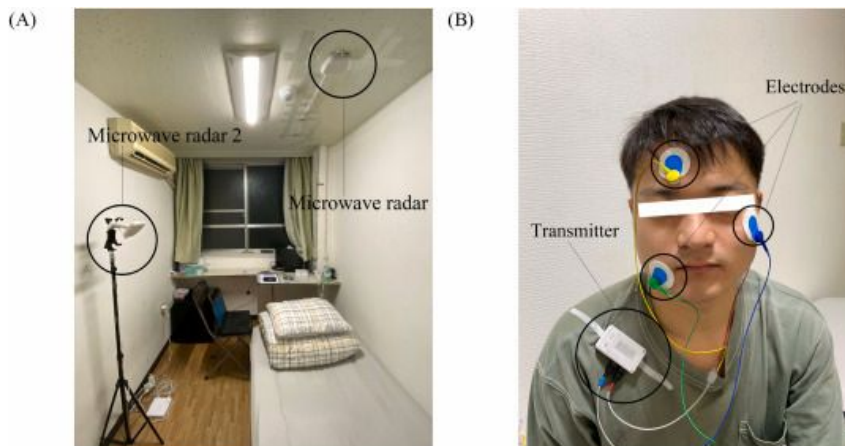 (A)
(B)
Electrodes
Microwave radar 2
Microwave radar
Transmitter